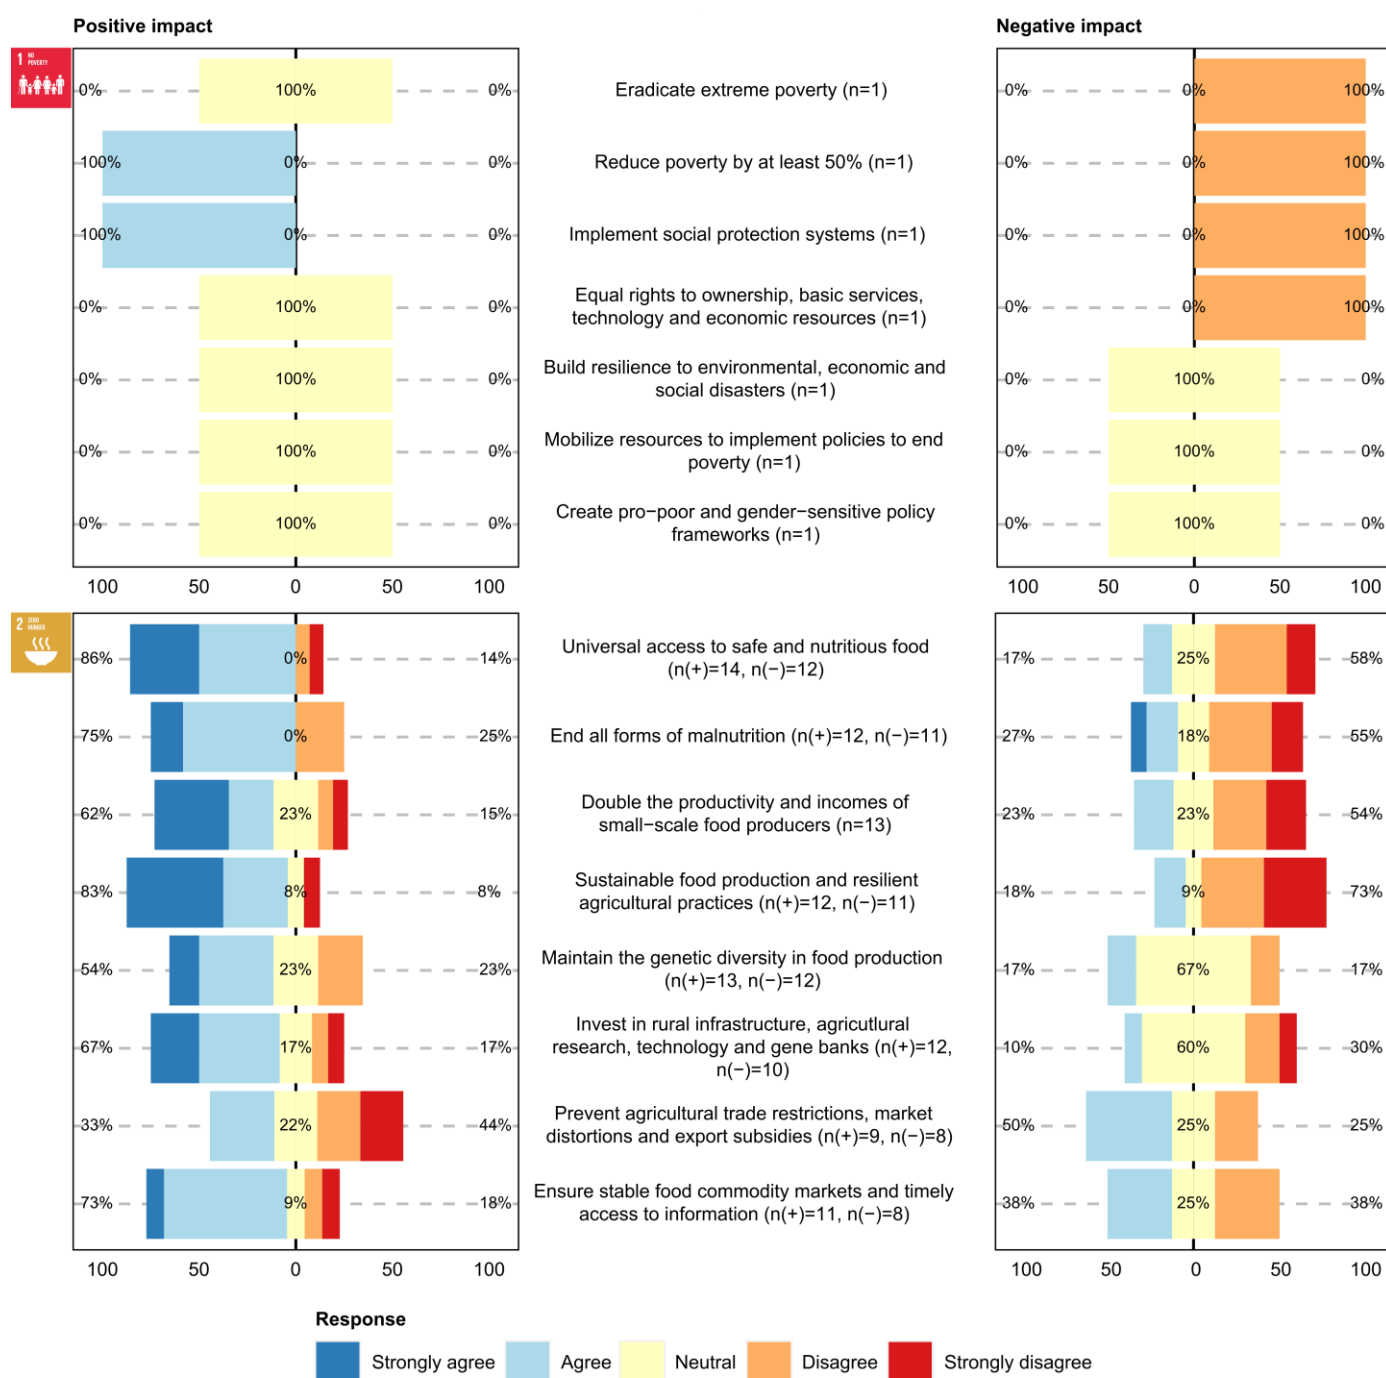 Positive impact
Negative impact
1 NO
POVERTY
0% 100% 0%
Eradicate extreme poverty (n=1)
0% 0% 100%
100% 0% 0%
Reduce poverty by at least 50% (n=1)
0% 0% 100%
100% 0% 0%
Implement social protection systems (n=1)
0% 0% 100%
0% 100% 0%
Equal rights to ownership, basic services,
technology and economic resources (n=1)
0% 0% 100%
0% 100% 0%
Build resilience to environmental, economic and
social disasters (n=1)
0% 100% 0%
0% 100% 0%
Mobilize resources to implement policies to end
poverty (n=1)
0% 100% 0%
0% 100% 0%
Create pro−poor and gender−sensitive policy
frameworks (n=1)
0% 100% 0%
100 50 0 50 100
100 50 0 50 100
2 ZERO
HUNGER
86% 0% 14%
Universal access to safe and nutritious food
(n(+)=14, n(−)=12)
17% 25% 58%
75% 0% 25%
End all forms of malnutrition (n(+)=12, n(−)=11)
27% 18% 55%
62% 23% 15%
Double the productivity and incomes of
small−scale food producers (n=13)
23% 23% 54%
83% 8% 8%
Sustainable food production and resilient
agricultural practices (n(+)=12, n(−)=11)
18% 9% 73%
54% 23% 23%
Maintain the genetic diversity in food production
(n(+)=13, n(−)=12)
17% 67% 17%
67% 17% 17%
Invest in rural infrastructure, agricutlural
research, technology and gene banks (n(+)=12,
n(−)=10)
10% 60% 30%
33% 22% 44%
Prevent agricultural trade restrictions, market
distortions and export subsidies (n(+)=9, n(−)=8)
50% 25% 25%
73% 9% 18%
Ensure stable food commodity markets and timely
access to information (n(+)=11, n(−)=8)
38% 25% 38%
100 50 0 50 100
100 50 0 50 100
Response
Strongly agree Agree Neutral Disagree Strongly disagree